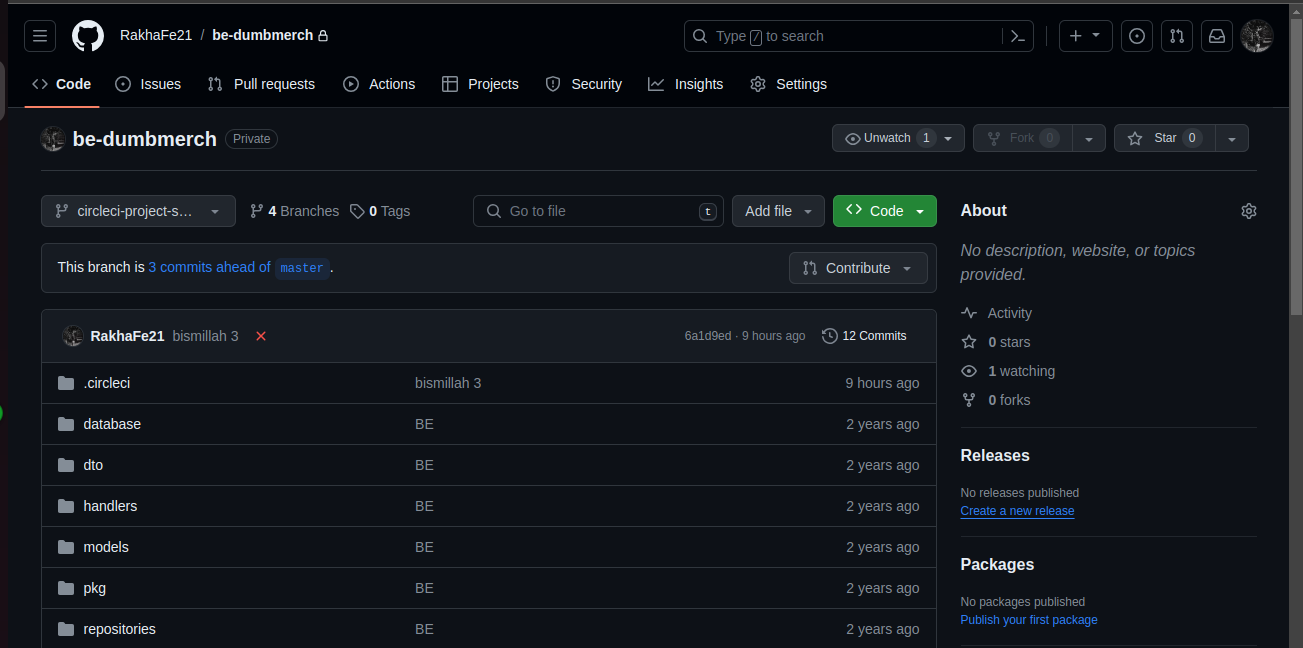 RakhaFe21 / be-dumbmerch
Type / to search
Code Issues Pull requests Actions Projects Security Insights Settings
be-dumbmerch Private
Unwatch 1 Fork 0 Star 0
circleci-project-s... 4 Branches 0 Tags
Go to file t
Add file Code
This branch is 3 commits ahead of master.
Contribute
RakhaFe21 bismillah 3
6a1d9ed · 9 hours ago 12 Commits
.circleci bismillah 3 9 hours ago
database BE 2 years ago
dto BE 2 years ago
handlers BE 2 years ago
models BE 2 years ago
pkg BE 2 years ago
repositories BE 2 years ago
About
No description, website, or topics
provided.
Activity
0 stars
1 watching
0 forks
Releases
No releases published
Create a new release
Packages
No packages published
Publish your first package